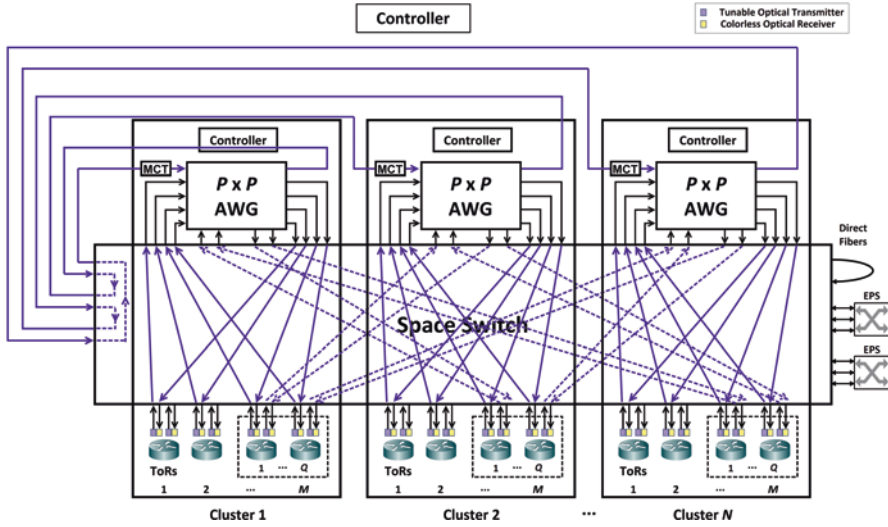 Controller
Tunable Optical Transmitter
Colorless Optical Receiver
Controller
Controller
Controller
MCT
P x P
AWG
MCT
P x P
AWG
MCT
P x P
AWG
Direct
Fibers
EPS
Space Switch
EPS
ToRs
1 ... Q
ToRs
1 ... Q
ToRs
1 ... Q
1 2 ... M
1 2 ... M
1 2 ... M
Cluster 1
Cluster 2
...
Cluster N